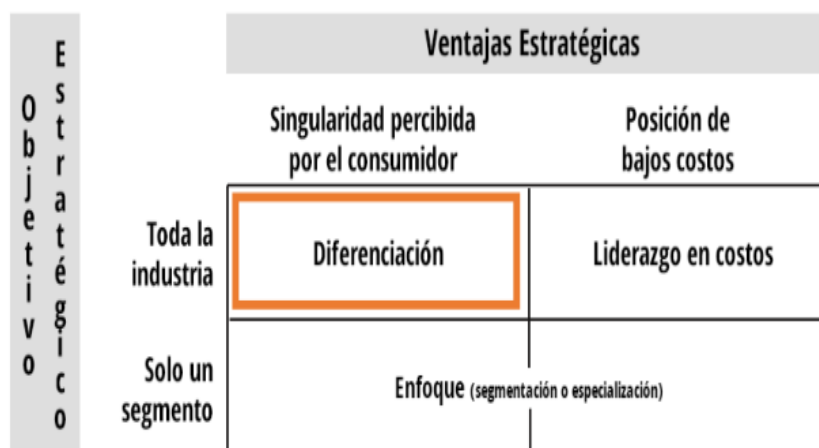 Objetivo
Estratégico
Ventajas Estratégicas
Singularidad percibida
por el consumidor
Posición de
bajos costos
Toda la
industria
Diferenciación
Liderazgo en costos
Solo un
segmento
Enfoque (segmentación o especialización)